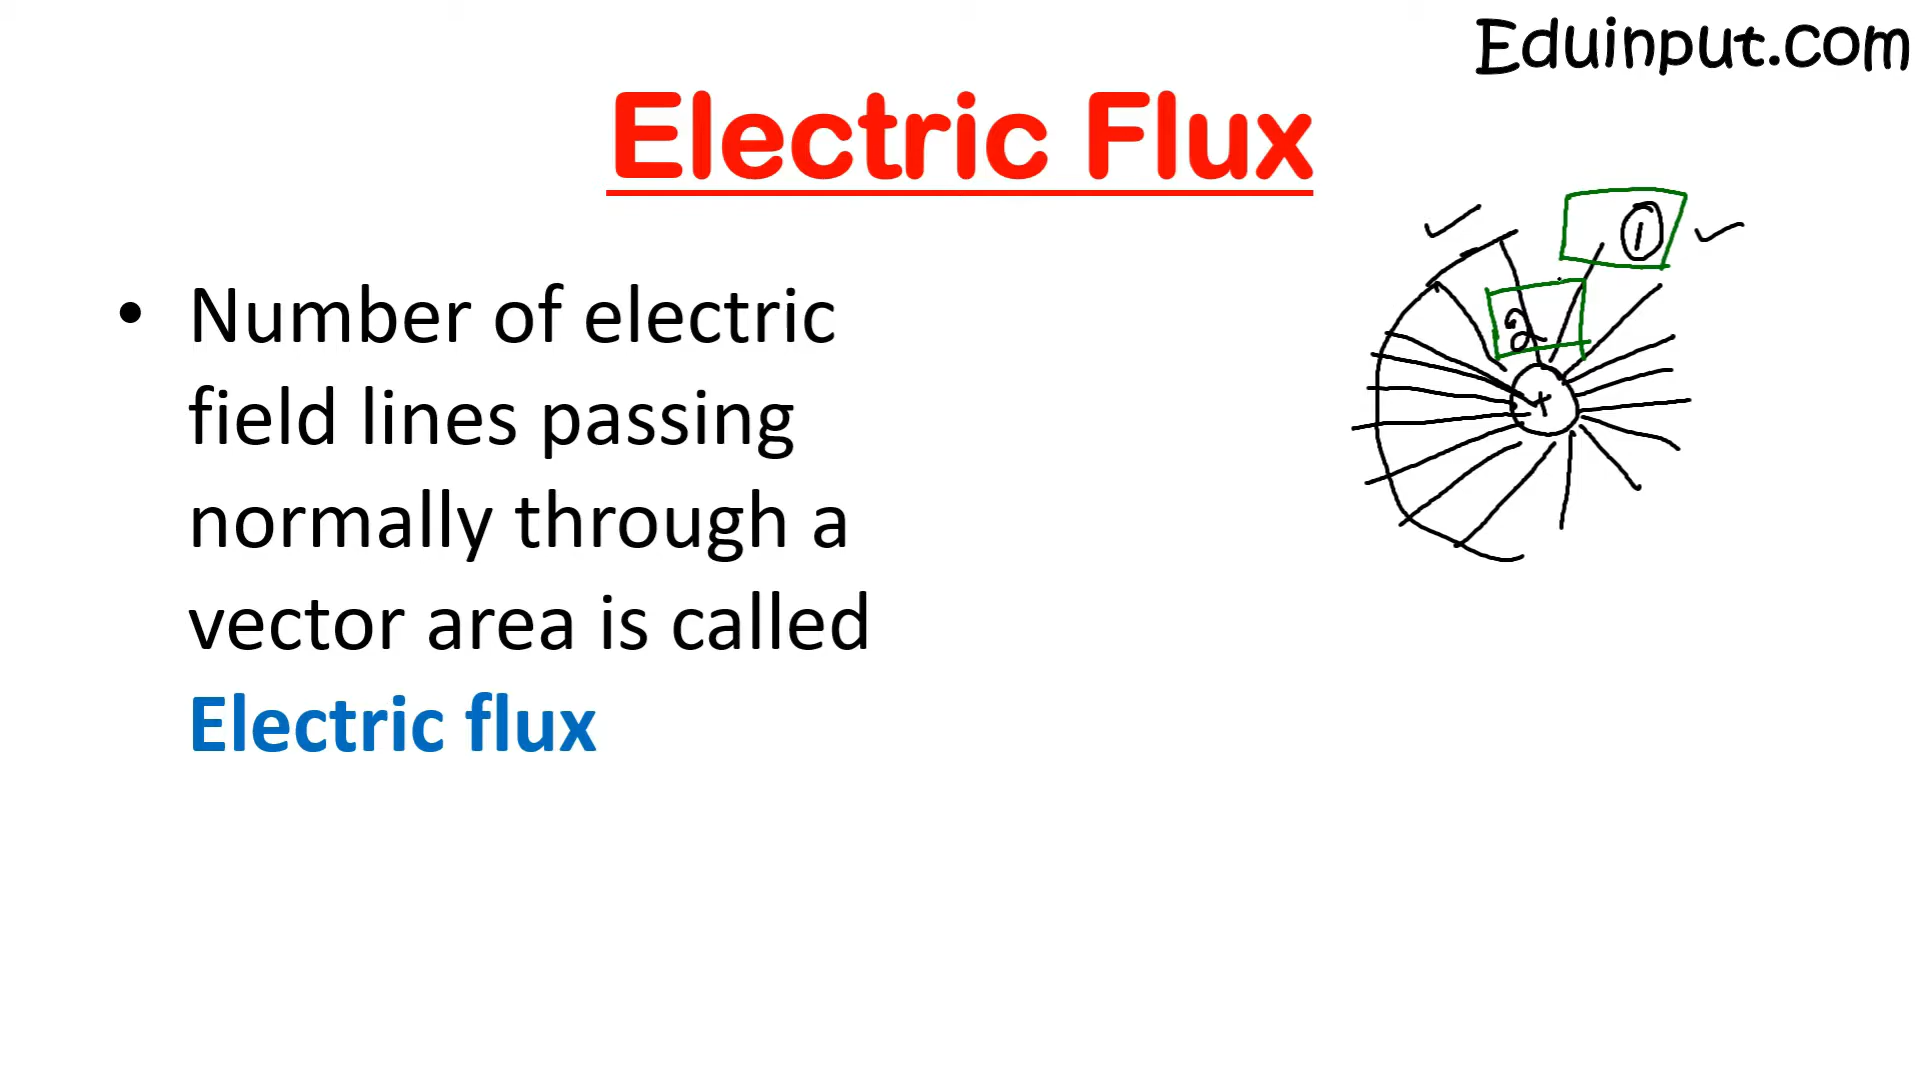 Eduinput.com
Electric Flux
• Number of electric
field lines passing
normally through a
vector area is called
Electric flux
1
2
+